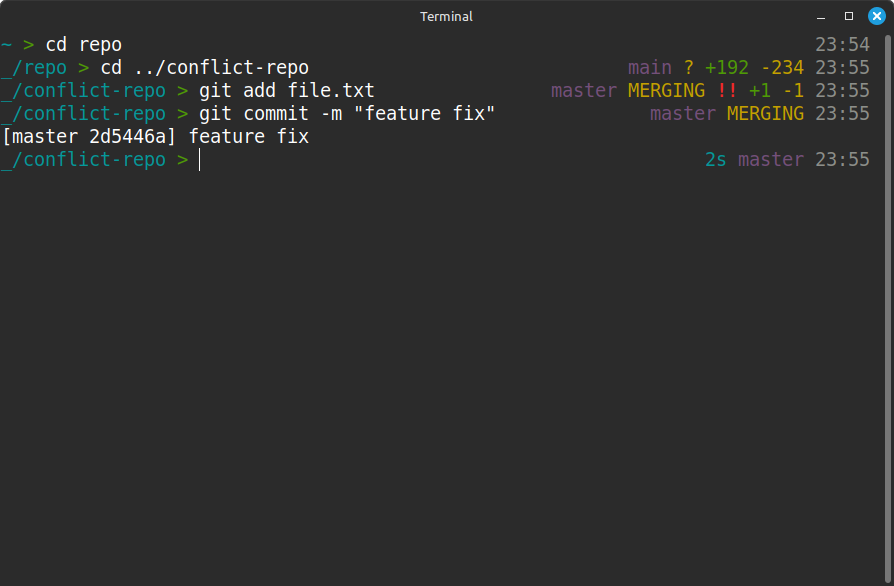 Terminal
~ > cd repo 23:54
_/repo > cd ../conflict-repo main ? +192 -234 23:55
_/conflict-repo > git add file.txt master MERGING !! +1 -1 23:55
_/conflict-repo > git commit -m "feature fix" master MERGING 23:55
[master 2d5446a] feature fix
_/conflict-repo > 2s master 23:55